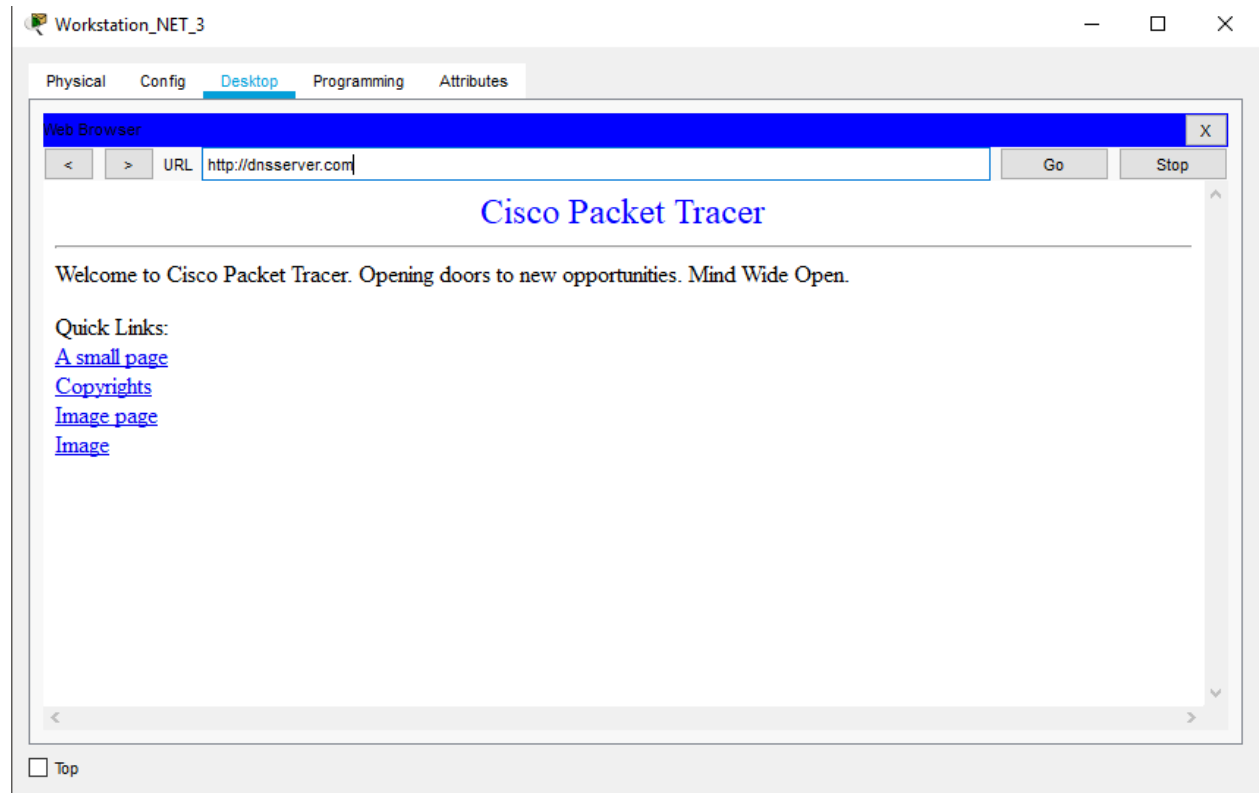 Workstation_NET_3
Physical Config Desktop Programming Attributes
Web Browser X
< > URL http://dnsserver.com Go Stop
Cisco Packet Tracer
Welcome to Cisco Packet Tracer. Opening doors to new opportunities. Mind Wide Open.
Quick Links:
A small page
Copyrights
Image page
Image
Top